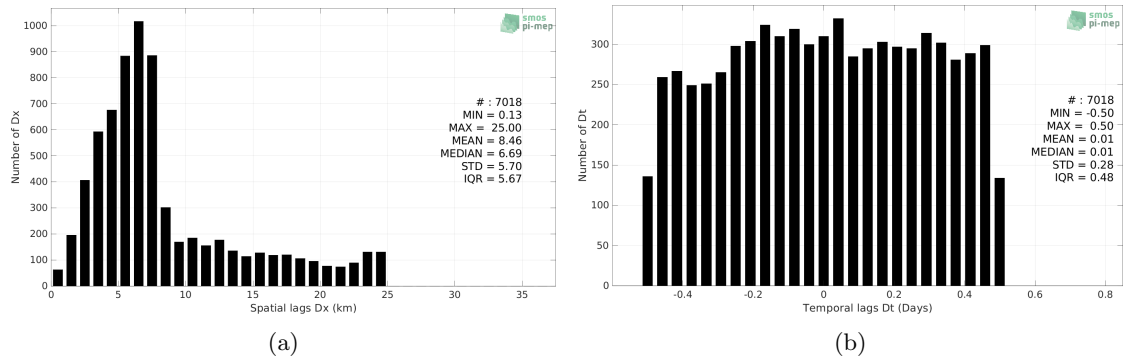 smos
pi-mep
1000
900
800
700
600
500
400
300
200
100
0
Number of Dx
# : 7018
MIN = 0.13
MAX = 25.00
MEAN = 8.46
MEDIAN = 6.69
STD = 5.70
IQR = 5.67
0 5 10 15 20 25 30 35
Spatial lags Dx (km)
(a)
smos
pi-mep
300
250
200
150
100
50
0
Number of Dt
# : 7018
MIN = -0.50
MAX = 0.50
MEAN = 0.01
MEDIAN = 0.01
STD = 0.28
IQR = 0.48
-0.4 -0.2 0 0.2 0.4 0.6 0.8
Temporal lags Dt (Days)
(b)